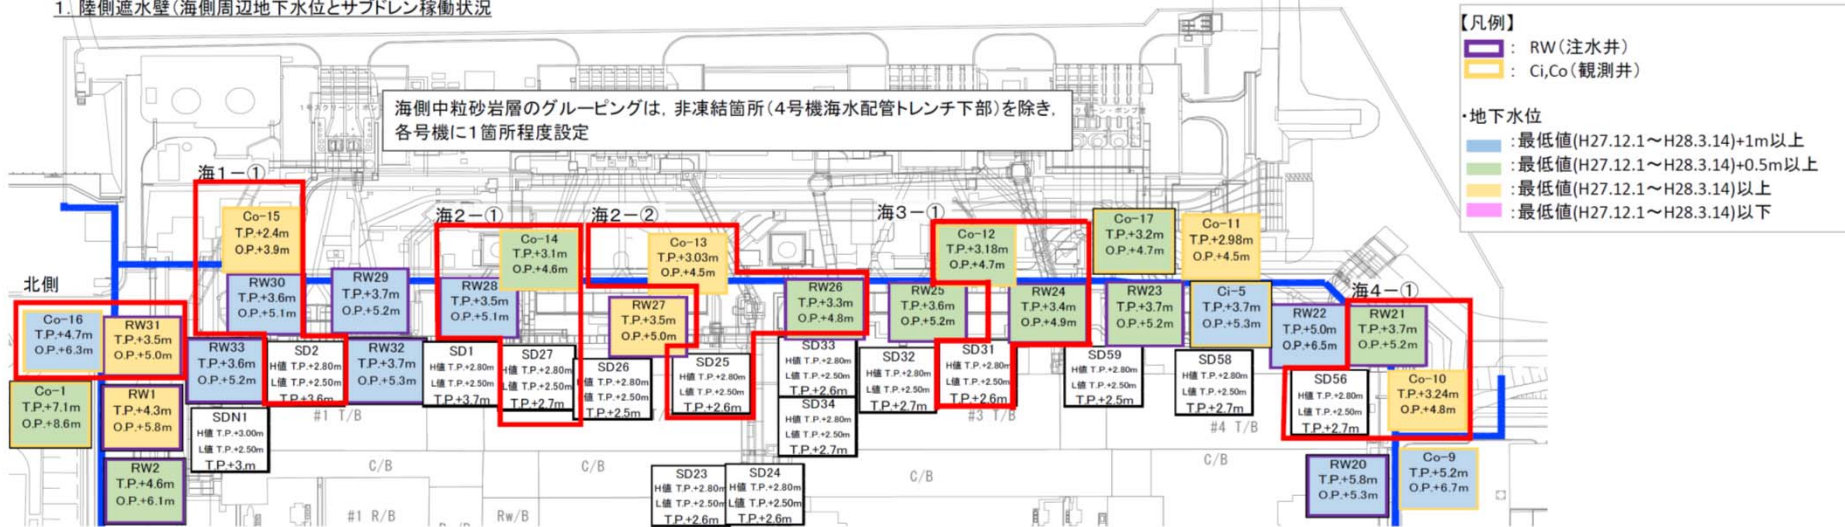 1. 陸側遮水壁(海側周辺地下水位とサブドレン稼働状況
【凡例】
: RW(注水井)
: Ci,Co(観測井)
・地下水位
:最低値(H27.12.1～H28.3.14)+1m以上
:最低値(H27.12.1～H28.3.14)+0.5m以上
:最低値(H27.12.1～H28.3.14)以上
:最低値(H27.12.1～H28.3.14)以下
海側中粒砂岩層のグルーピングは, 非凍結箇所(4号機海水配管トレンチ下部)を除き,
各号機に1箇所程度設定
海1-①
海2-①
海2-②
海3-①
海4-①
北側
Co-15
T.P.+2.4m
O.P.+3.9m
Co-14
T.P.+3.1m
O.P.+4.6m
Co-13
T.P.+3.03m
O.P.+4.5m
Co-12
T.P.+3.18m
O.P.+4.7m
Co-17
T.P.+3.2m
O.P.+4.7m
Co-11
T.P.+2.98m
O.P.+4.5m
Co-16
T.P.+4.7m
O.P.+6.3m
RW31
T.P.+3.5m
O.P.+5.0m
RW30
T.P.+3.6m
O.P.+5.1m
RW29
T.P.+3.7m
O.P.+5.2m
RW28
T.P.+3.5m
O.P.+5.1m
RW27
T.P.+3.5m
O.P.+5.0m
RW26
T.P.+3.3m
O.P.+4.8m
RW25
T.P.+3.6m
O.P.+5.2m
RW24
T.P.+3.4m
O.P.+4.9m
RW23
T.P.+3.7m
O.P.+5.2m
Ci-5
T.P.+3.7m
O.P.+5.3m
RW22
T.P.+5.0m
O.P.+6.5m
RW21
T.P.+3.7m
O.P.+5.2m
RW33
T.P.+3.6m
O.P.+5.2m
SD2
H値 T.P.+2.80m
L値 T.P.+2.50m
T.P.+3.6m
RW32
T.P.+3.7m
O.P.+5.3m
SD1
H値 T.P.+2.80m
L値 T.P.+2.50m
T.P.+3.7m
SD27
H値 T.P.+2.80m
L値 T.P.+2.50m
T.P.+2.7m
SD26
H値 T.P.+2.80m
L値 T.P.+2.50m
T.P.+2.5m
SD25
H値 T.P.+2.80m
L値 T.P.+2.50m
T.P.+2.6m
SD33
H値 T.P.+2.80m
L値 T.P.+2.50m
T.P.+2.6m
SD32
H値 T.P.+2.80m
L値 T.P.+2.50m
T.P.+2.7m
SD31
H値 T.P.+2.80m
L値 T.P.+2.50m
T.P.+2.6m
SD59
H値 T.P.+2.80m
L値 T.P.+2.50m
T.P.+2.5m
SD58
H値 T.P.+2.80m
L値 T.P.+2.50m
T.P.+2.7m
SD56
H値 T.P.+2.80m
L値 T.P.+2.50m
T.P.+2.7m
Co-10
T.P.+3.24m
O.P.+4.8m
Co-1
T.P.+7.1m
O.P.+8.6m
RW1
T.P.+4.3m
O.P.+5.8m
SDN1
H値 T.P.+3.00m
L値 T.P.+2.50m
T.P.+3.m
SD34
H値 T.P.+2.80m
L値 T.P.+2.50m
T.P.+2.7m
#1 T/B
#3 T/B
#4 T/B
RW2
T.P.+4.6m
O.P.+6.1m
C/B
C/B
C/B
C/B
SD23
H値 T.P.+2.80m
L値 T.P.+2.50m
T.P.+2.6m
SD24
H値 T.P.+2.80m
L値 T.P.+2.50m
T.P.+2.6m
RW20
T.P.+5.8m
O.P.+5.3m
Co-9
T.P.+5.2m
O.P.+6.7m
#1 R/B
Rw/B